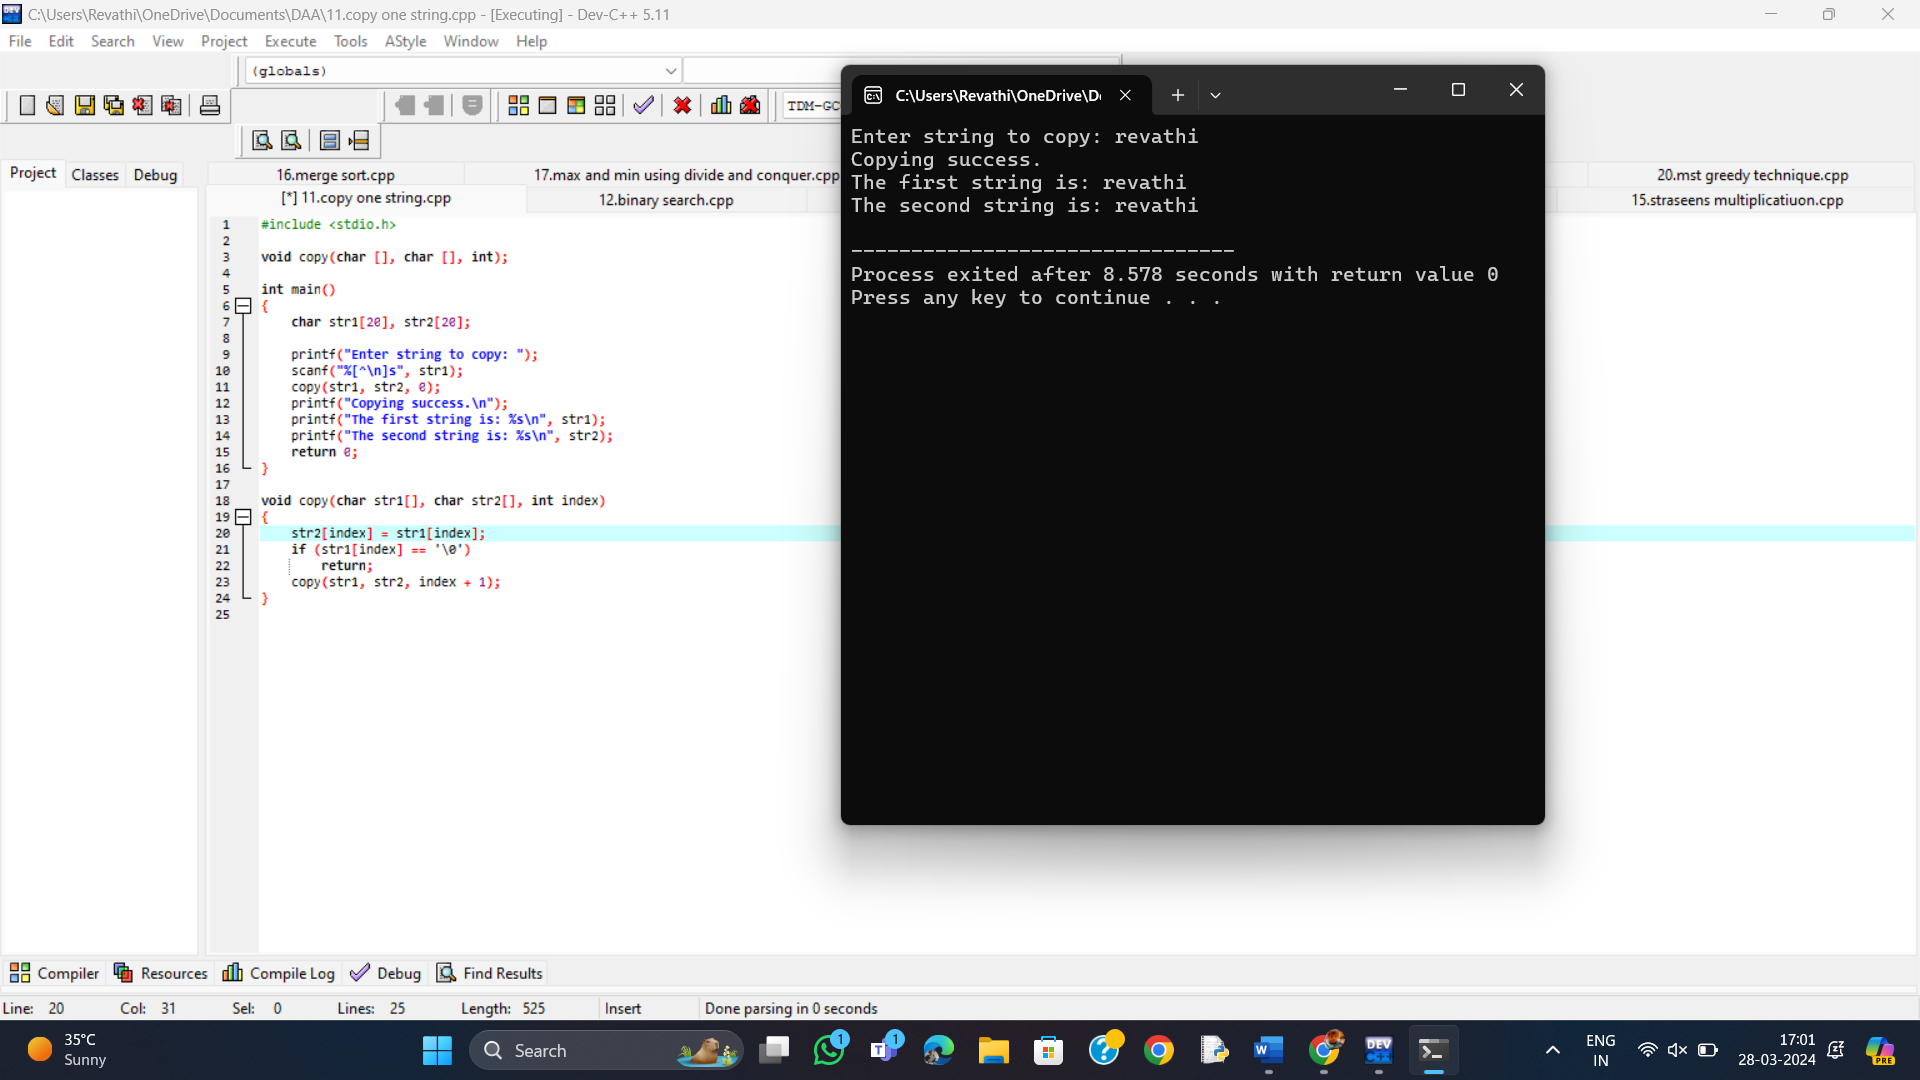 C:\Users\Revathi\OneDrive\Documents\DAA\11.copy one string.cpp - [Executing] - Dev-C++ 5.11
File Edit Search View Project Execute Tools AStyle Window Help
(globals)
TDM-GC
Project Classes Debug
16.merge sort.cpp 17.max and min using divide and conquer.cpp 20.mst greedy technique.cpp
[*] 11.copy one string.cpp 12.binary search.cpp 15.straseens multiplicatiuon.cpp
1 #include <stdio.h>
2
3 void copy(char [], char [], int);
4
5 int main()
6 {
7 char str1[20], str2[20];
8
9 printf("Enter string to copy: ");
10 scanf("%[^\n]s", str1);
11 copy(str1, str2, 0);
12 printf("Copying success.\n");
13 printf("The first string is: %s\n", str1);
14 printf("The second string is: %s\n", str2);
15 return 0;
16 }
17
18 void copy(char str1[], char str2[], int index)
19 {
20 str2[index] = str1[index];
21 if (str1[index] == '\0')
22 return;
23 copy(str1, str2, index + 1);
24 }
25
C:\Users\Revathi\OneDrive\D
Enter string to copy: revathi
Copying success.
The first string is: revathi
The second string is: revathi
--------------------------------
Process exited after 8.578 seconds with return value 0
Press any key to continue . . .
Compiler Resources Compile Log Debug Find Results
Line: 20 Col: 31 Sel: 0 Lines: 25 Length: 525 Insert Done parsing in 0 seconds
35°C
Sunny
Search
1
1
DEV
PRE
ENG
IN
17:01
28-03-2024